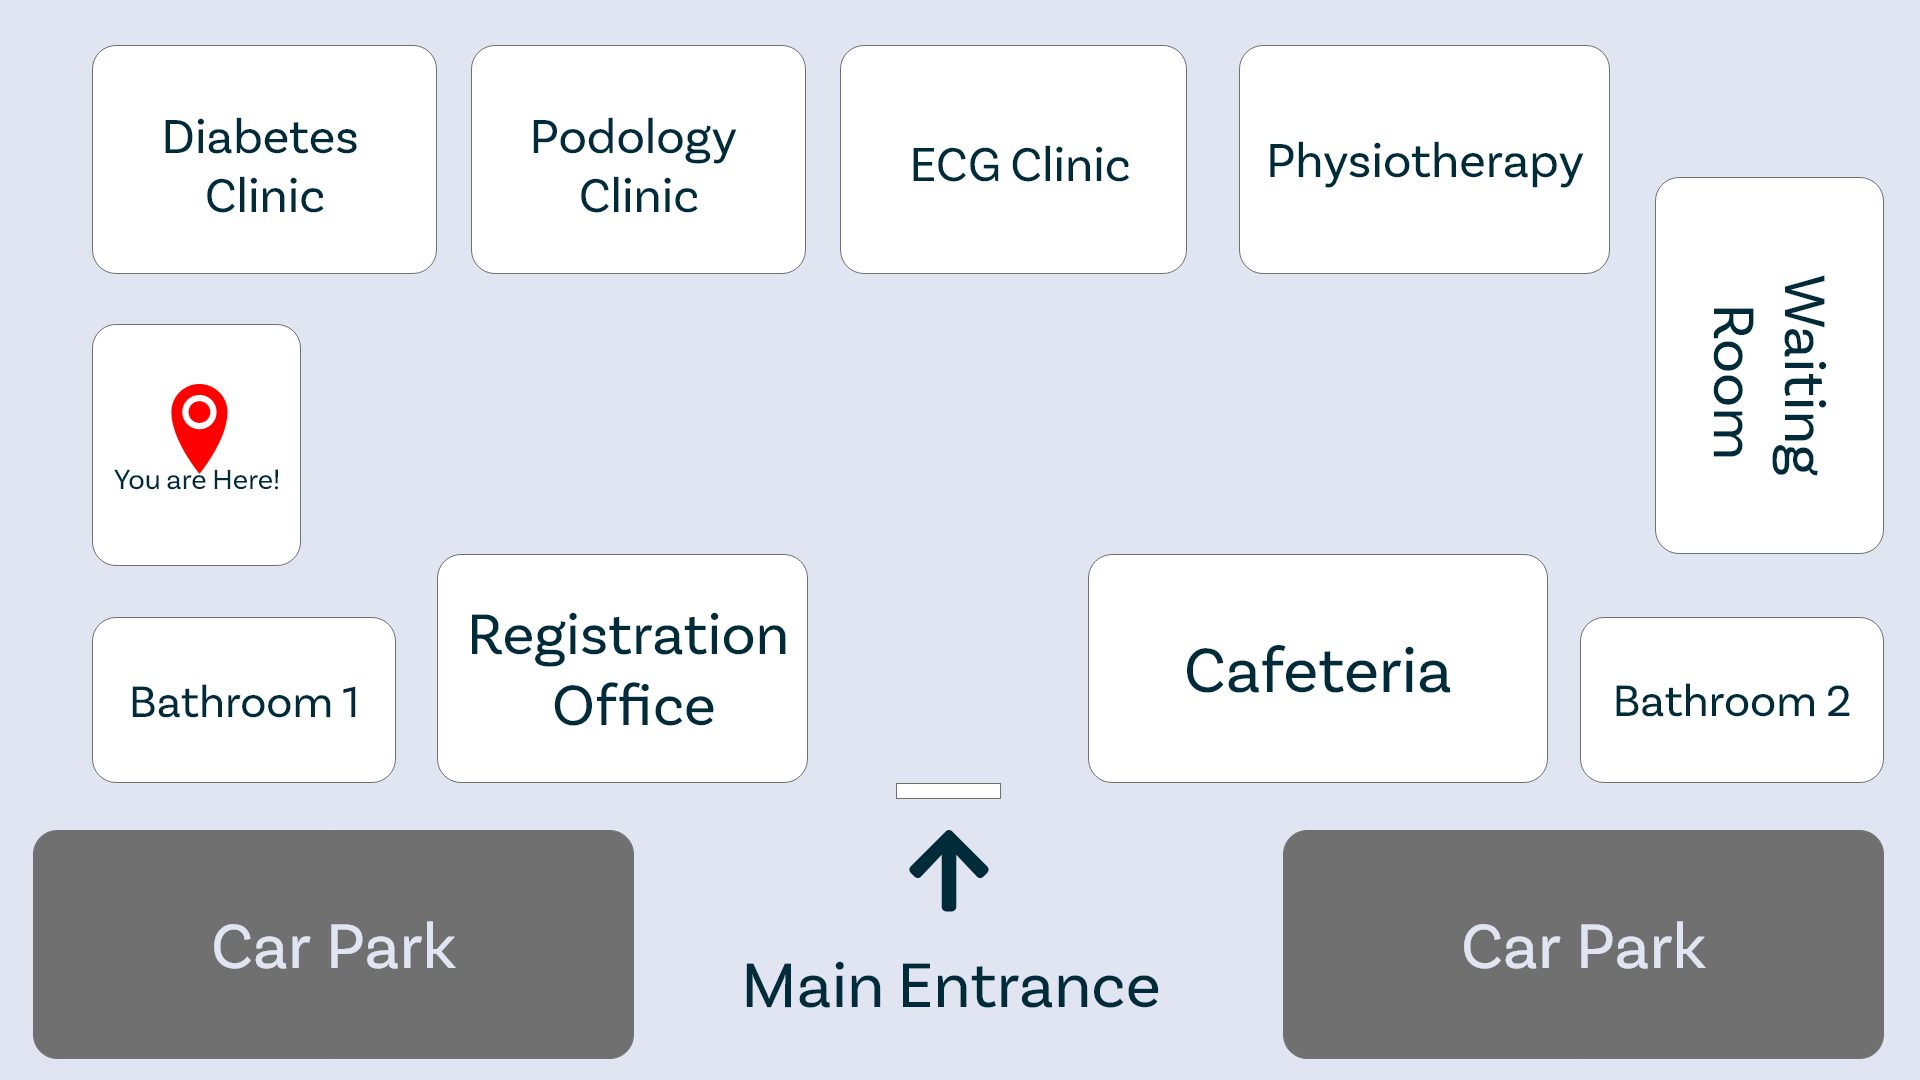 Diabetes
Clinic
Podology
Clinic
ECG Clinic
Physiotherapy
Waiting
Room
You are Here!
Registration
Office
Cafeteria
Bathroom 1
Bathroom 2
Car Park
Main Entrance
Car Park